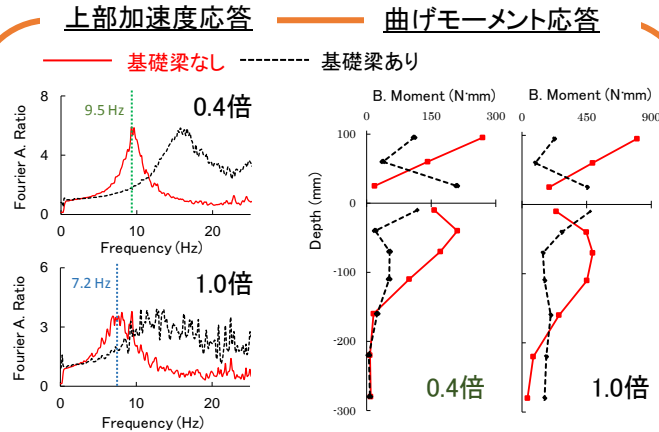 上部加速度応答
曲げモーメント応答
基礎梁なし
基礎梁あり
Fourier A. Ratio
8
6
4
2
0
9.5 Hz
0.4倍
0
10
20
Frequency (Hz)
Fourier A. Ratio
6
3
0
7.2 Hz
1.0倍
0
10
20
Frequency (Hz)
B. Moment (N·mm)
0
150
300
B. Moment (N·mm)
0
450
900
Depth (mm)
100
0
-100
-200
-300
0.4倍
1.0倍